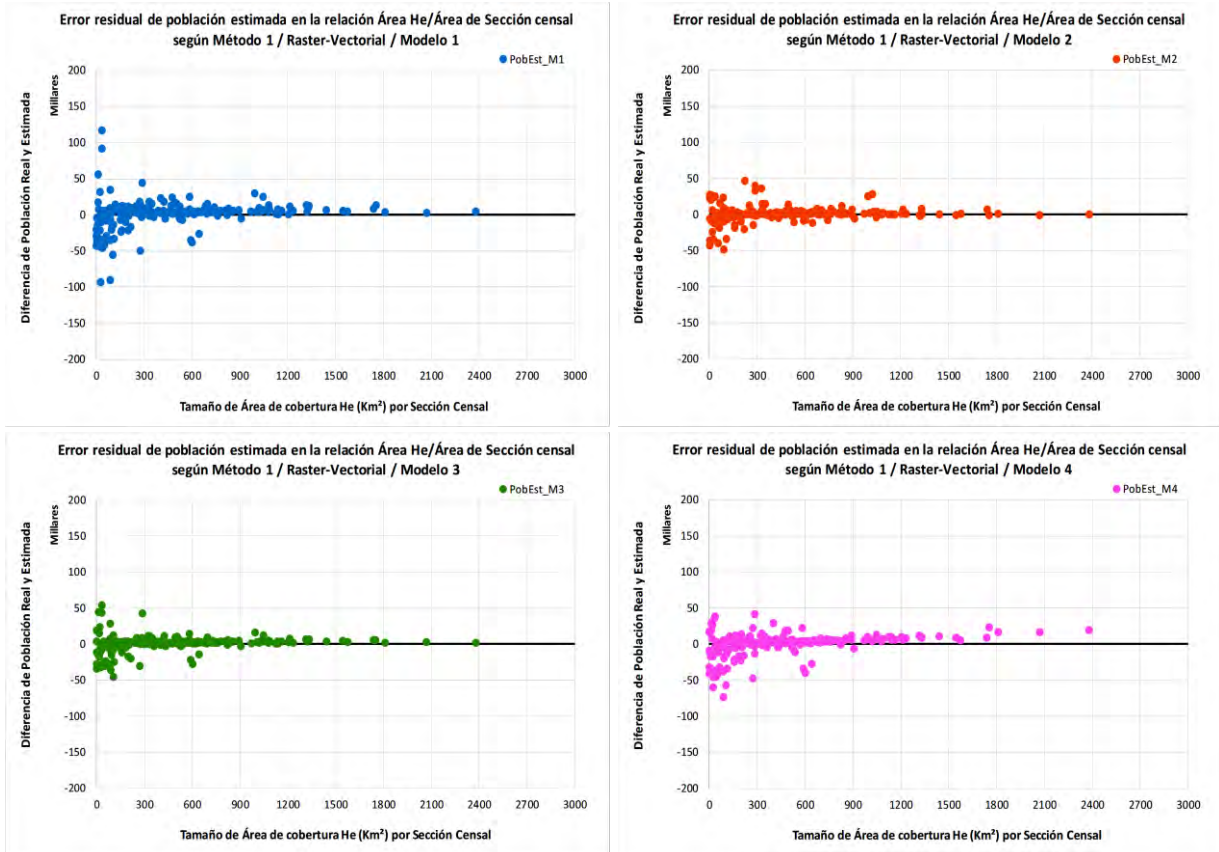 Error residual de población estimada en la relación Área He/Área de Sección censal
según Método 1 / Raster-Vectorial / Modelo 1
PobEst_M1
Diferencia de Población Real y Estimada
Millares
200
150
100
50
0
-50
-100
-150
-200
0 300 600 900 1200 1500 1800 2100 2400 2700 3000
Tamaño de Área de cobertura He (Km²) por Sección Censal
Error residual de población estimada en la relación Área He/Área de Sección censal
según Método 1 / Raster-Vectorial / Modelo 2
PobEst_M2
Diferencia de Población Real y Estimada
Millares
200
150
100
50
0
-50
-100
-150
-200
0 300 600 900 1200 1500 1800 2100 2400 2700 3000
Tamaño de Área de cobertura He (Km²) por Sección Censal
Error residual de población estimada en la relación Área He/Área de Sección censal
según Método 1 / Raster-Vectorial / Modelo 3
PobEst_M3
Diferencia de Población Real y Estimada
Millares
200
150
100
50
0
-50
-100
-150
-200
0 300 600 900 1200 1500 1800 2100 2400 2700 3000
Tamaño de Área de cobertura He (Km²) por Sección Censal
Error residual de población estimada en la relación Área He/Área de Sección censal
según Método 1 / Raster-Vectorial / Modelo 4
PobEst_M4
Diferencia de Población Real y Estimada
Millares
200
150
100
50
0
-50
-100
-150
-200
0 300 600 900 1200 1500 1800 2100 2400 2700 3000
Tamaño de Área de cobertura He (Km²) por Sección Censal